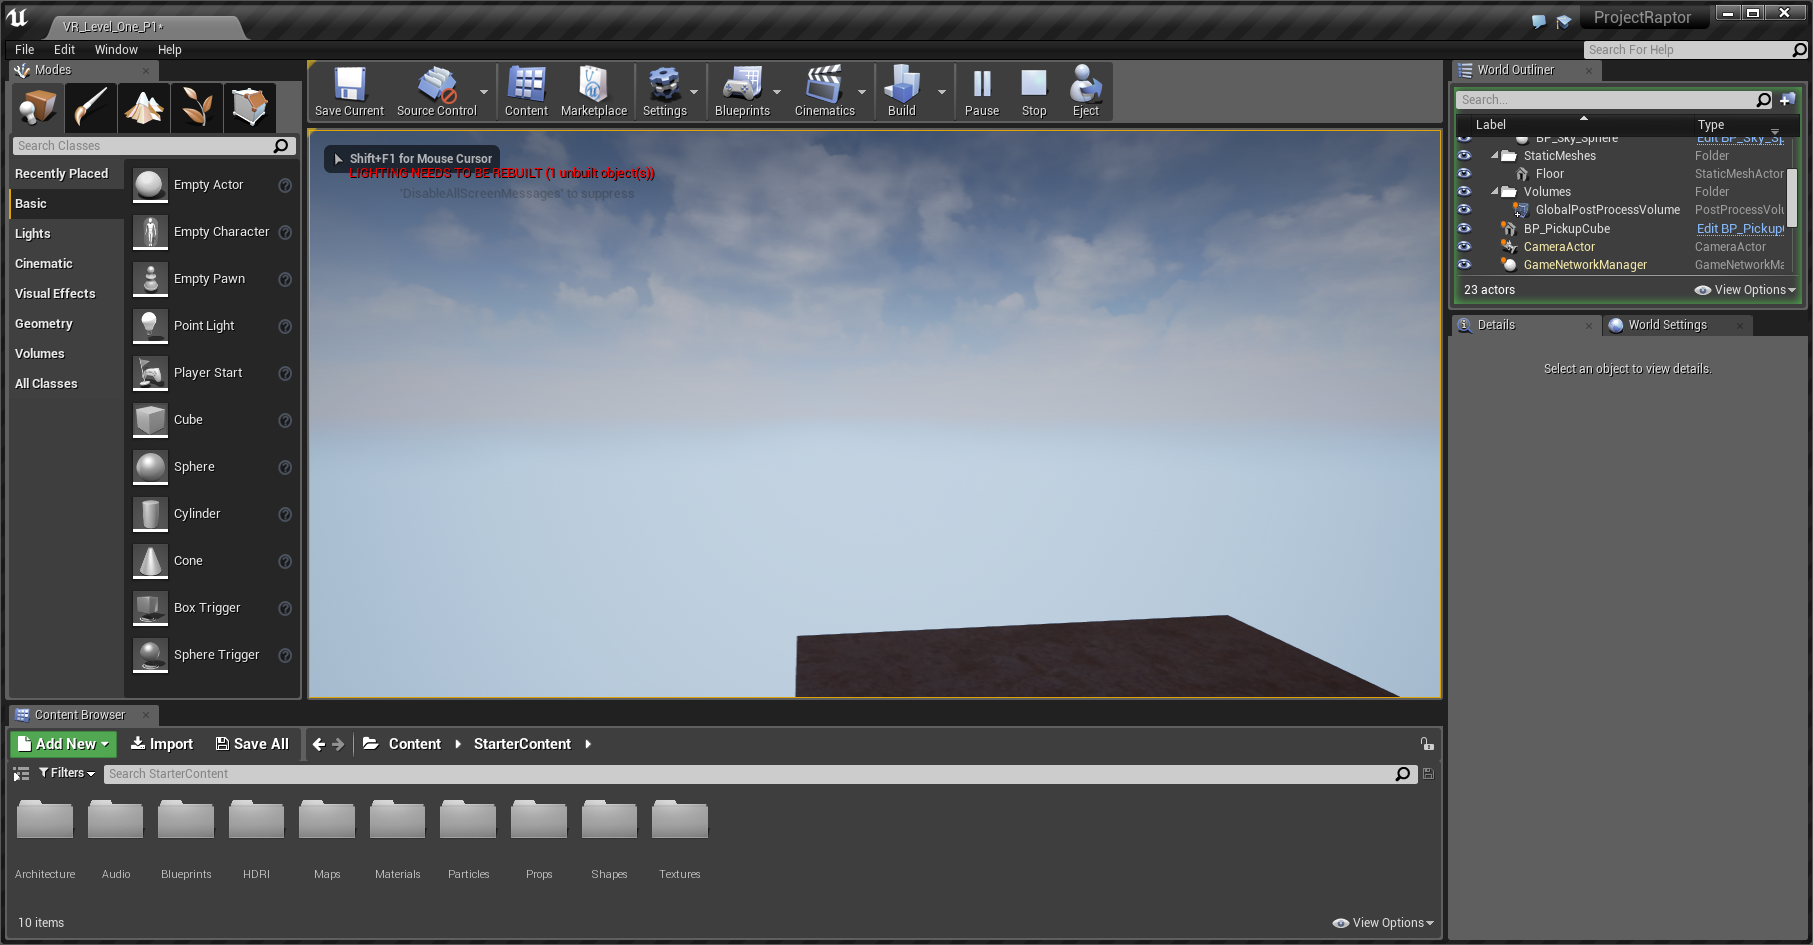 VR_Level_One_P1*
ProjectRaptor
File Edit Window Help
Search For Help
Modes
Search Classes
Recently Placed
Basic
Lights
Cinematic
Visual Effects
Geometry
Volumes
All Classes
Empty Actor
Empty Character
Empty Pawn
Point Light
Player Start
Cube
Sphere
Cylinder
Cone
Box Trigger
Sphere Trigger
Save Current Source Control Content Marketplace Settings Blueprints Cinematics Build Pause Stop Eject
Shift+F1 for Mouse Cursor
LIGHTING NEEDS TO BE REBUILT (1 unbuilt object(s))
'DisableAllScreenMessages' to suppress
World Outliner
Search...
Label Type
BP_Sky_Sphere Edit BP_Sky_Sp
StaticMeshes Folder
Floor StaticMeshActor
Volumes Folder
GlobalPostProcessVolume PostProcessVolu
BP_PickupCube Edit BP_Pickup
CameraActor CameraActor
GameNetworkManager GameNetworkMa
23 actors View Options
Details World Settings
Select an object to view details.
Content Browser
Add New Import Save All Content StarterContent
Filters Search StarterContent
Architecture Audio Blueprints HDRI Maps Materials Particles Props Shapes Textures
10 items View Options